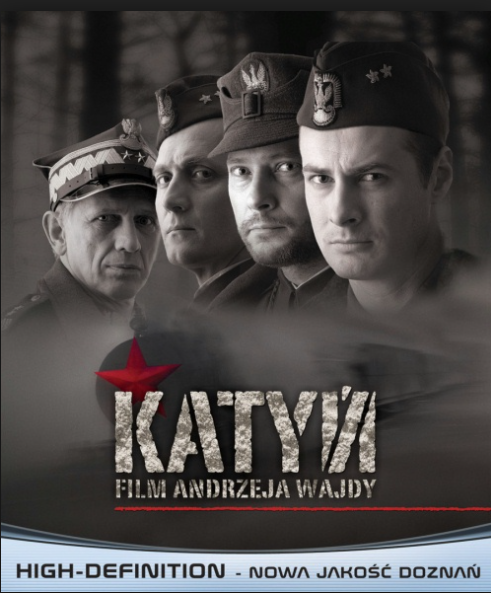 KATYŃ
FILM ANDRZEJA WAJDY
HIGH-DEFINITION - NOWA JAKOŚĆ DOZNAŃ